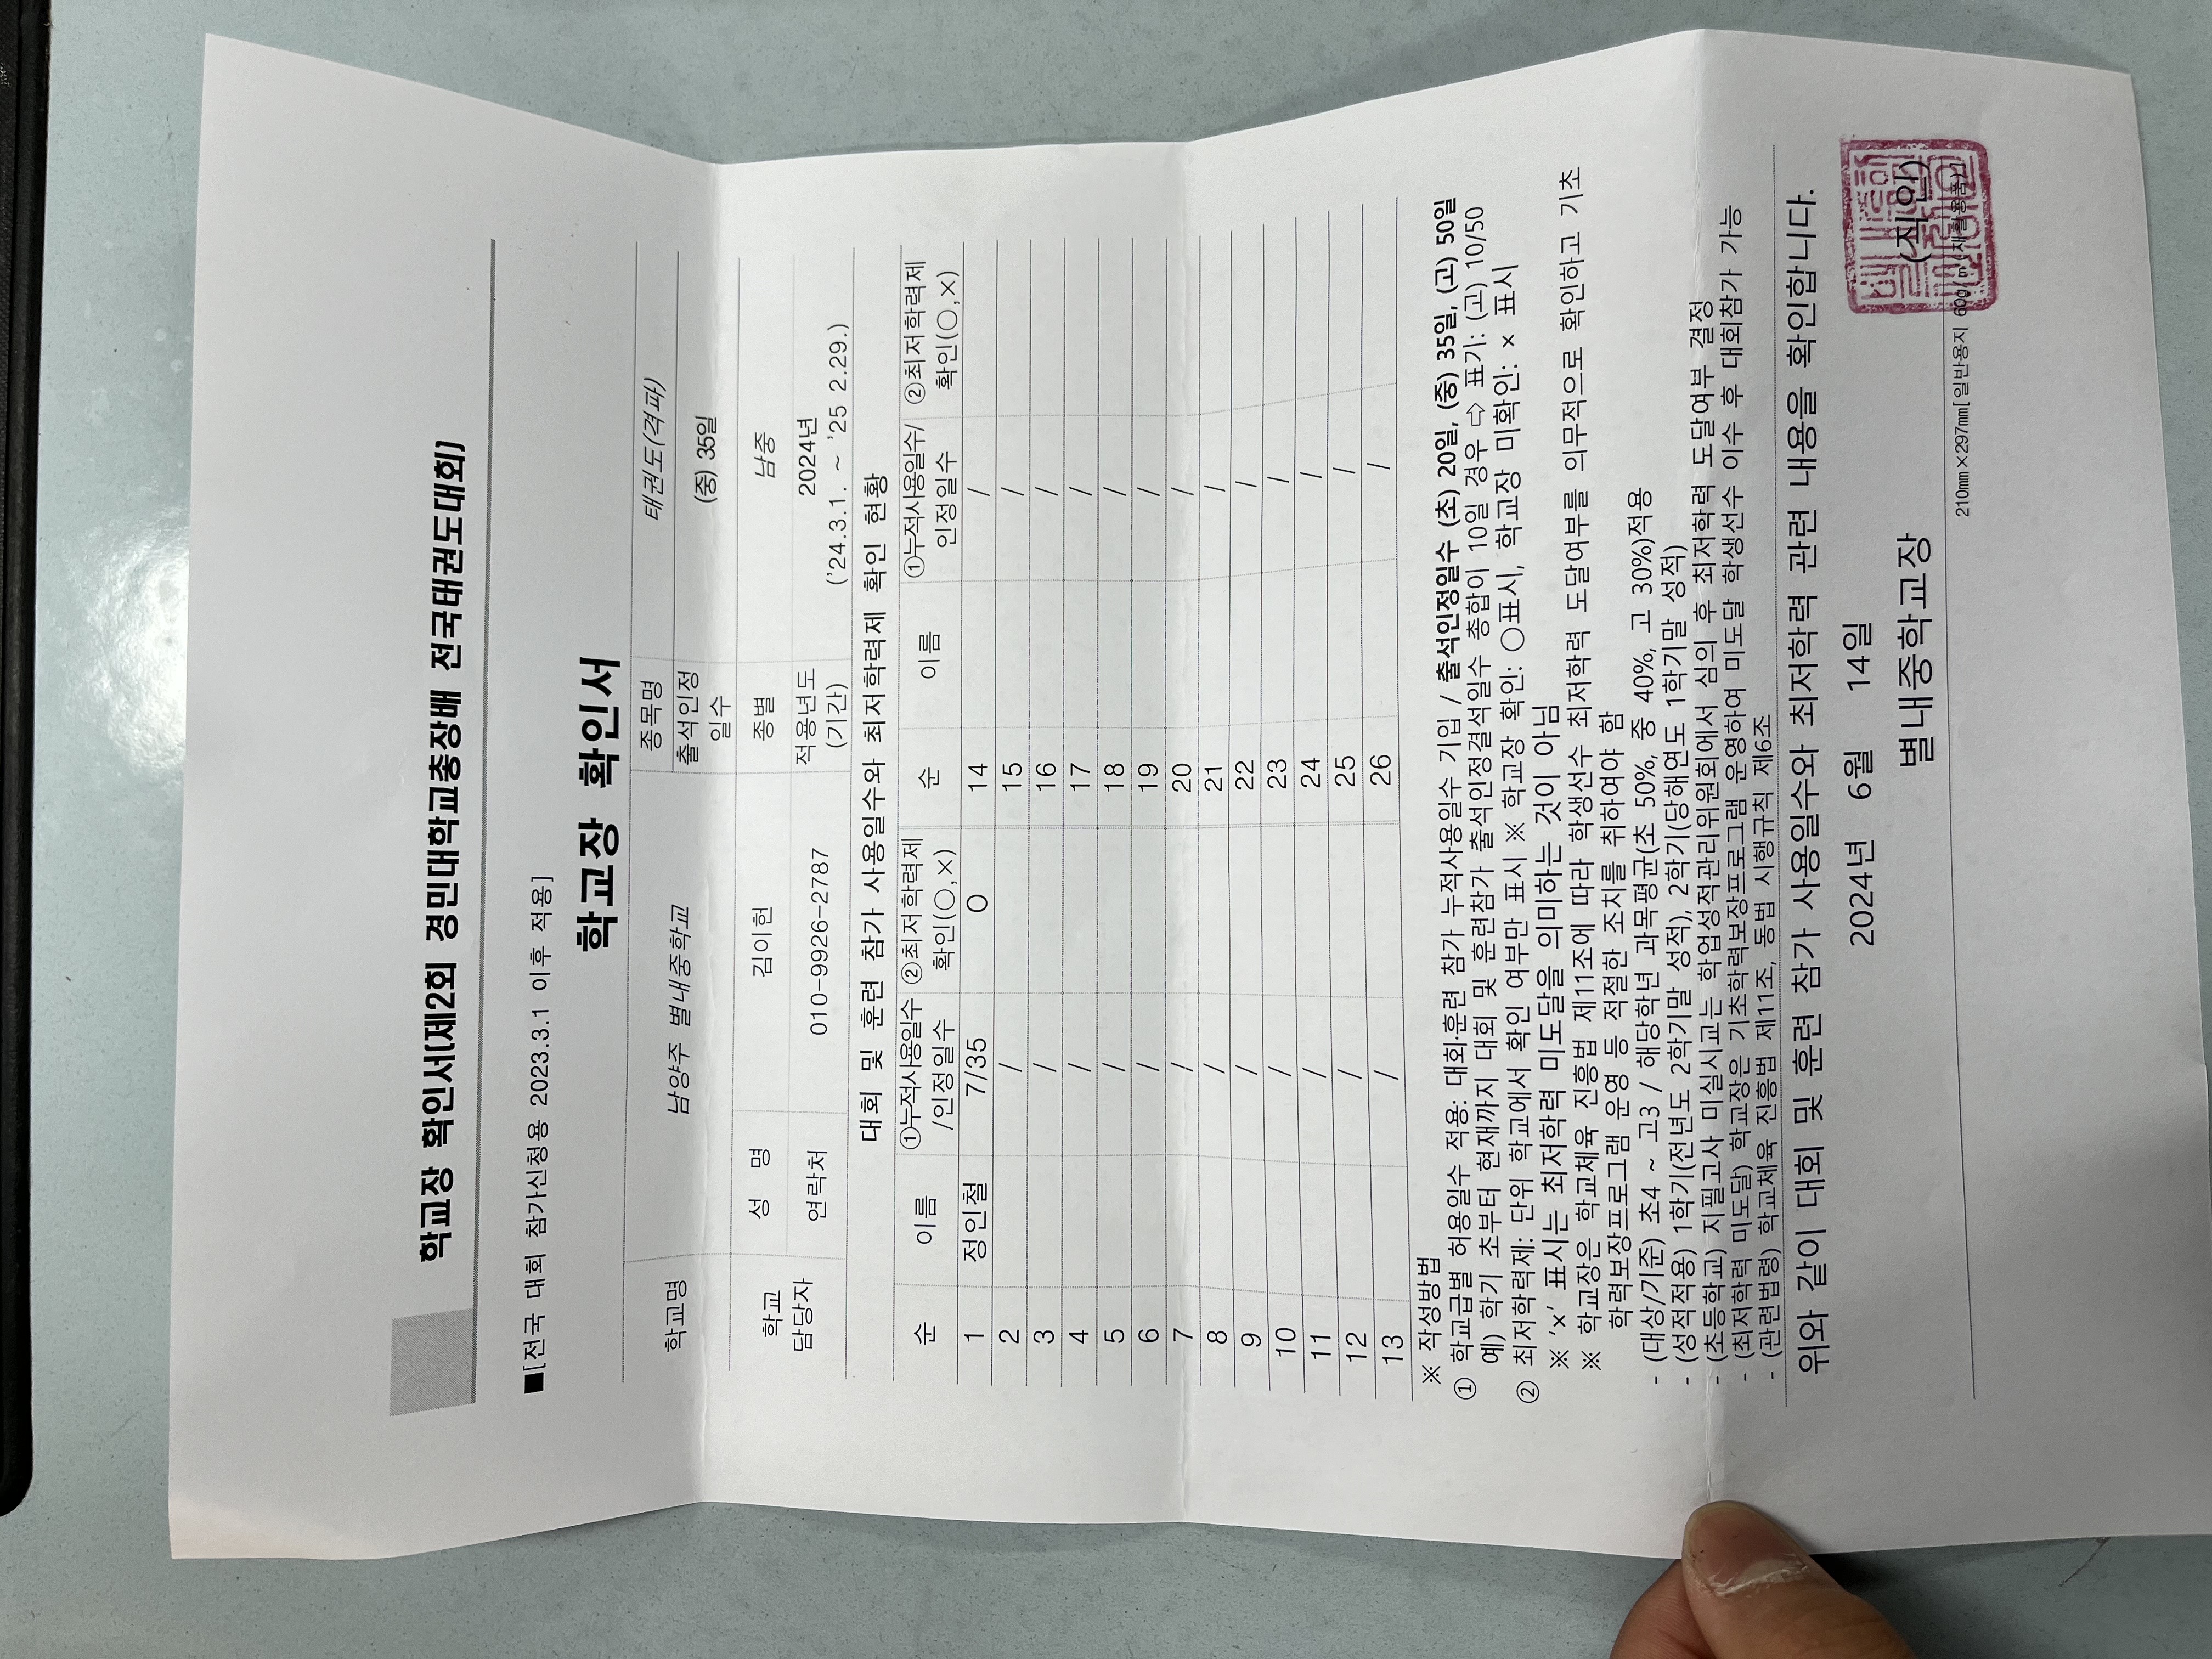 학교장 확인서(제2회 경민대학교총장배 전국태권도대회)
■[전국 대회 참가신청용 2023.3.1 이후 적용]
학교장 확인서
학교명 남양주 별내중학교 종목명 태권도(격파)
출석인정 일수 (중) 35일
학교 담당자 성 명 김이헌 종별 남중
연락처 010-9926-2787 적용년도 (기간) 2024년 ('24.3.1. ~ '25 2.29.)
대회 및 훈련 참가 사용일수와 최저학력제 확인 현황
순 이름 ①누적사용일수/인정일수 ②최저학력제 확인(○,×) 순 이름 ①누적사용일수/인정일수 ②최저학력제 확인(○,×)
1 정인철 7/35 O 14 /
2 / 15 /
3 / 16 /
4 / 17 /
5 / 18 /
6 / 19 /
7 / 20 /
8 / 21 /
9 / 22 /
10 / 23 /
11 / 24 /
12 / 25 /
13 / 26 /
※ 작성방법
① 학교급별 허용일수 적용: 대회·훈련 참가 누적사용일수 기입 / 출석인정일수 (초) 20일, (중) 35일, (고) 50일
예) 학기 초부터 현재까지 대회 및 훈련참가 출석인정결석일수 총합이 10일 경우 ⇨ 표기: (고) 10/50
② 최저학력제: 단위 학교에서 확인 여부만 표시 ※ 학교장 확인: ○표시, 학교장 미확인: × 표시
※ '×' 표시는 최저학력 미도달을 의미하는 것이 아님
※ 학교장은 학교체육 진흥법 제11조에 따라 학생선수 최저학력 도달여부를 의무적으로 확인하고 기초
학력보장프로그램 운영 등 적절한 조치를 취하여야 함
- (대상/기준) 초4 ~ 고3 / 해당학년 과목평균(초 50%, 중 40%, 고 30%)적용
- (성적적용) 1학기(전년도 2학기말 성적), 2학기(당해연도 1학기말 성적)
- (초등학교) 지필고사 미실시교는 학업성적관리위원회에서 심의 후 최저학력 도달여부 결정
- (최저학력 미도달) 학교장은 기초학력보장프로그램 운영하여 미도달 학생선수 이수 후 대회참가 가능
- (관련법령) 학교체육 진흥법 제11조, 동법 시행규칙 제6조
위와 같이 대회 및 훈련 참가 사용일수와 최저학력 관련 내용을 확인합니다.
2024년 6월 14일
별내중학교장 (직인)
210㎜×297㎜[일반용지 60g/㎡(재활용품)]